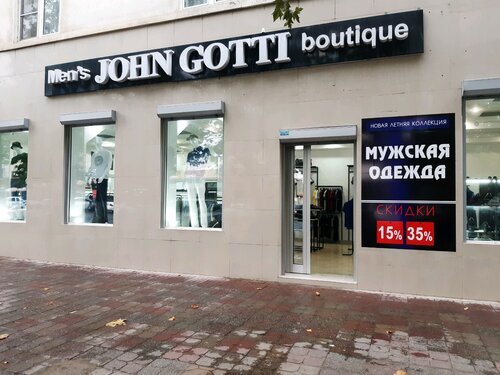 Men's JOHN GOTTI boutique
НОВАЯ ЛЕТНЯЯ КОЛЛЕКЦИЯ
МУЖСКАЯ
ОДЕЖДА
СКИДКИ
15% 35%